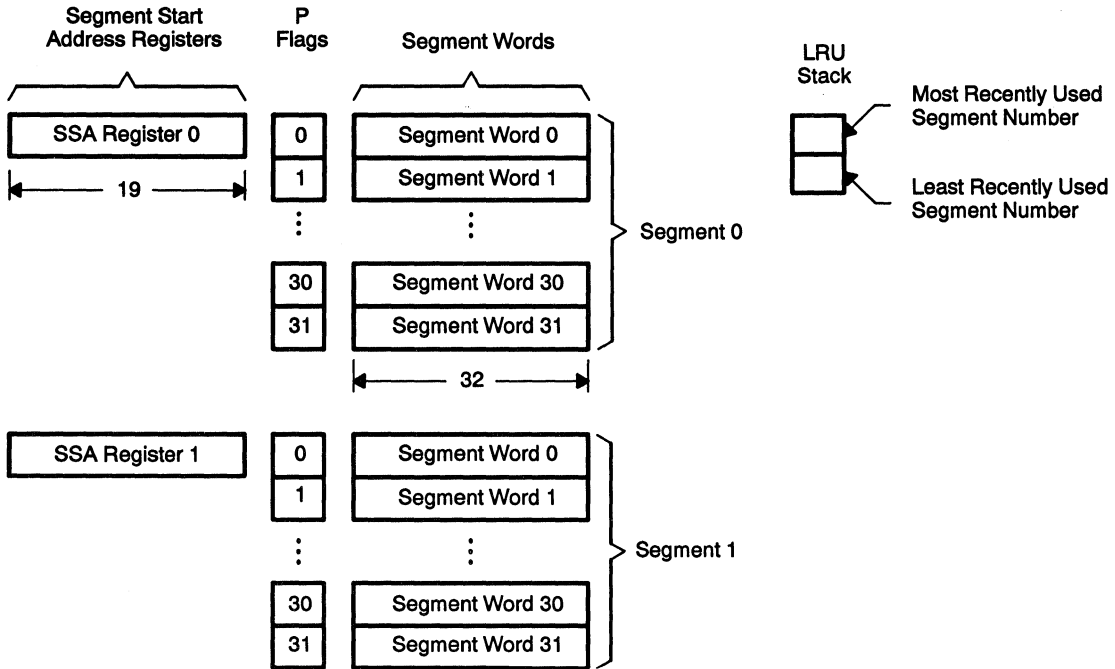 Segment Start
Address Registers
P
Flags
Segment Words
LRU
Stack
Most Recently Used
Segment Number
Least Recently Used
Segment Number
SSA Register 0
0
Segment Word 0
19
1
Segment Word 1
Segment 0
30
Segment Word 30
31
Segment Word 31
32
SSA Register 1
0
Segment Word 0
1
Segment Word 1
Segment 1
30
Segment Word 30
31
Segment Word 31